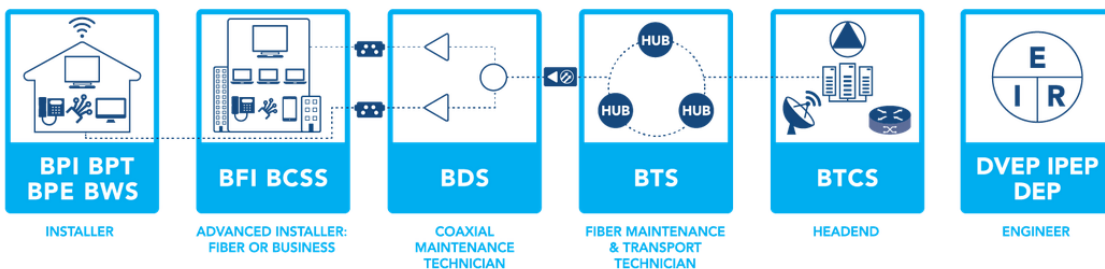 HUB
HUB
HUB
E
I R
BPI BPT
BPE BWS
BFI BCSS
BDS
BTS
BTCS
DVEP IPEP
DEP
INSTALLER
ADVANCED INSTALLER:
FIBER OR BUSINESS
COAXIAL
MAINTENANCE
TECHNICIAN
FIBER MAINTENANCE
& TRANSPORT
TECHNICIAN
HEADEND
ENGINEER